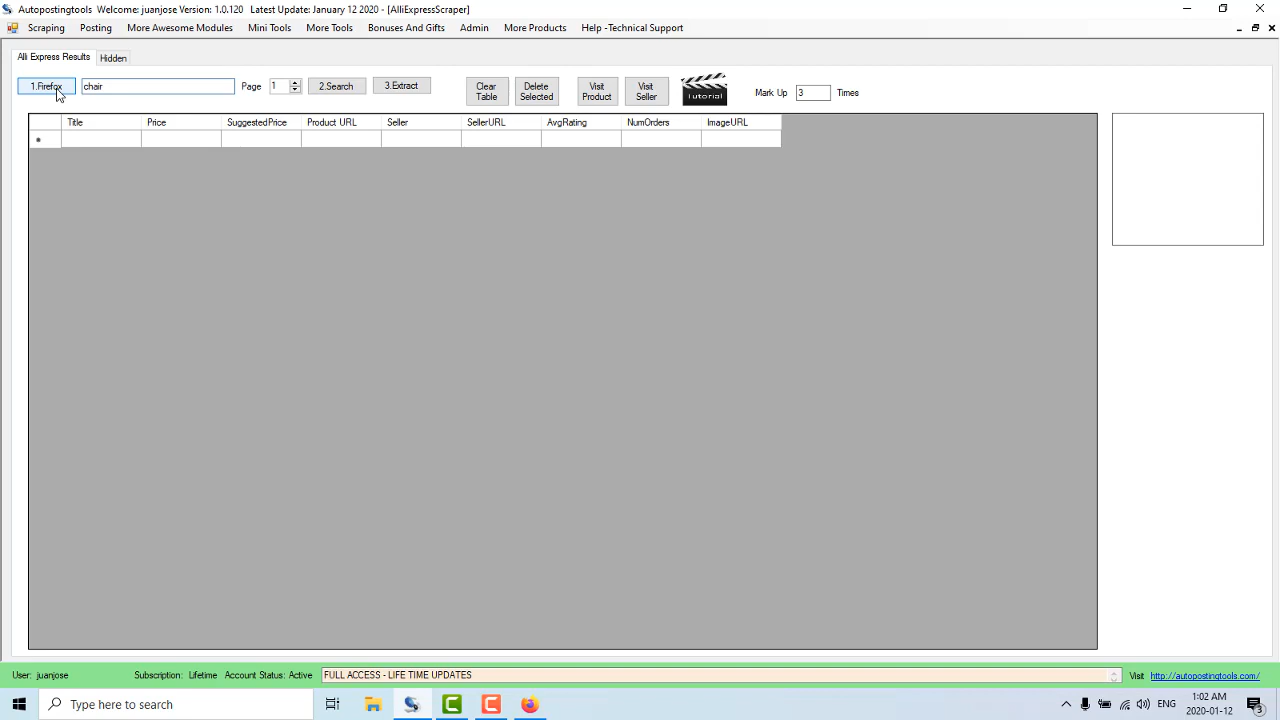 Autopostingtools Welcome: juanjose Version: 1.0.120 Latest Update: January 12 2020 - [AlliExpressScraper]
Scraping Posting More Awesome Modules Mini Tools More Tools Bonuses And Gifts Admin More Products Help -Technical Support
Alli Express Results Hidden
1.Firefox chair Page 1 2.Search 3.Extract Clear Table Delete Selected Visit Product Visit Seller Tutorial Mark Up 3 Times
Title Price SuggestedPrice Product URL Seller SellerURL AvgRating NumOrders ImageURL
User: juanjose Subscription: Lifetime Account Status: Active FULL ACCESS - LIFE TIME UPDATES Visit http://autopostingtools.com/
Type here to search ENG 1:02 AM
2020-01-12 3